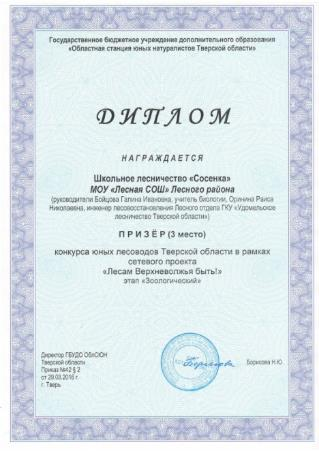 Государственное бюджетное учреждение дополнительного образования
«Областная станция юных натуралистов Тверской области»
ДИПЛОМ
НАГРАЖДАЕТСЯ
Школьное лесничество «Сосенка»
МОУ «Лесная СОШ» Лесного района
(руководители Бойцова Галина Ивановна, учитель биологии, Оринина Раиса
Николаевна, инженер лесовосстановления Лесного отдела ГКУ «Удомельское
лесничество Тверской области»)
ПРИЗЁР (3 место)
конкурса юных лесоводов Тверской области в рамках
сетевого проекта
«Лесам Верхневолжья быть!»
этап «Зоологический»
Директор ГБУДО ОблСЮН
Тверской области
Приказ №42 § 2
от 29.03.2016 г.
г. Тверь
Борисова Н.Ю.